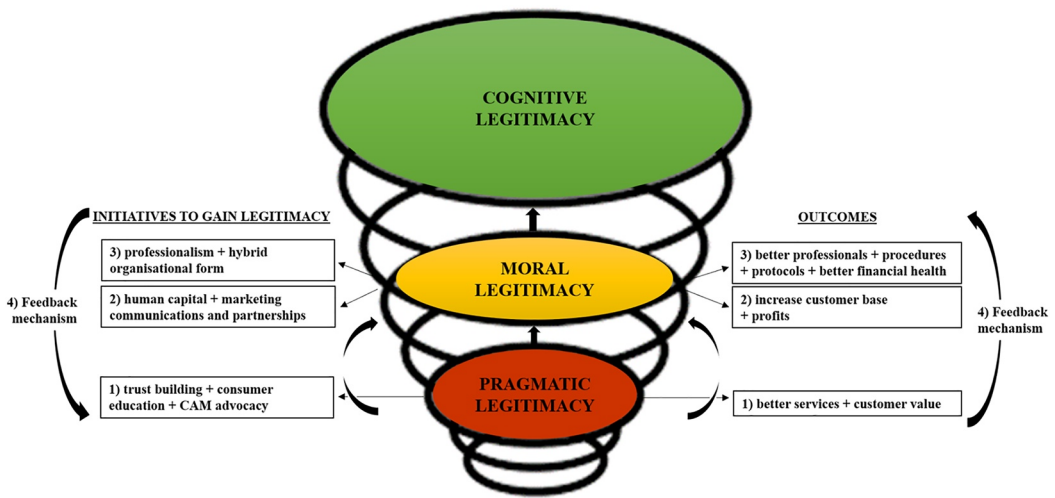 COGNITIVE
LEGITIMACY
INITIATIVES TO GAIN LEGITIMACY
OUTCOMES
3) professionalism + hybrid
organisational form
MORAL
LEGITIMACY
3) better professionals + procedures
+ protocols + better financial health
4) Feedback
mechanism
2) human capital + marketing
communications and partnerships
2) increase customer base
+ profits
4) Feedback
mechanism
1) trust building + consumer
education + CAM advocacy
PRAGMATIC
LEGITIMACY
1) better services + customer value